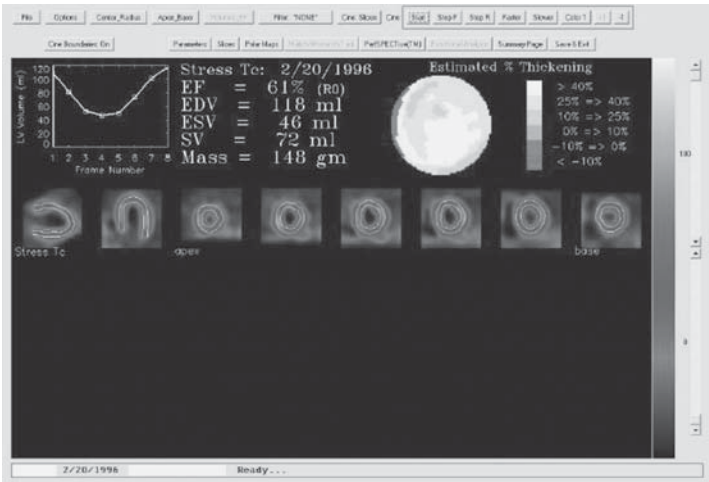 File Options Center_Radius Apex_Base Filter: "NONE" Cine: Slices Cine Start Step F Step R Faster Slower Color 1
Cine Boundaries: On Parameters Slices Polar Maps PerfSPECTive(TM) Summary Page Save & Exit
Stress Tc: 2/20/1996
EF = 61% (R0)
EDV = 118 ml
ESV = 46 ml
SV = 72 ml
Mass = 148 gm
LV Volume (ml)
120
100
80
60
40
20
0
1 2 3 4 5 6 7 8
Frame Number
Estimated % Thickening
> 40%
25% => 40%
10% => 25%
0% => 10%
-10% => 0%
< -10%
Stress Tc apex base
0
2/20/1996 Ready...